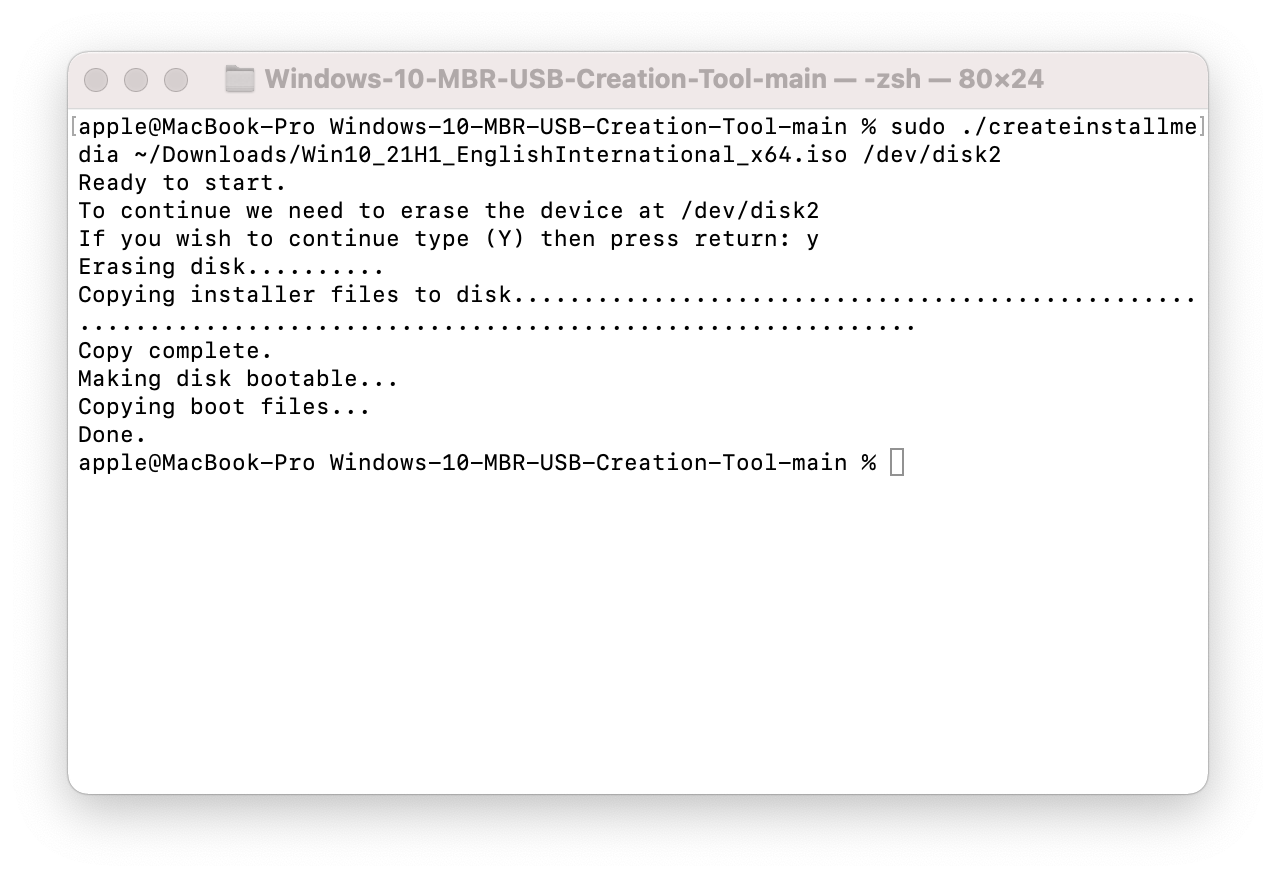 Windows-10-MBR-USB-Creation-Tool-main — -zsh — 80×24
[apple@MacBook-Pro Windows-10-MBR-USB-Creation-Tool-main % sudo ./createinstallme]
dia ~/Downloads/Win10_21H1_EnglishInternational_x64.iso /dev/disk2
Ready to start.
To continue we need to erase the device at /dev/disk2
If you wish to continue type (Y) then press return: y
Erasing disk..........
Copying installer files to disk.................................................
............................................................
Copy complete.
Making disk bootable...
Copying boot files...
Done.
apple@MacBook-Pro Windows-10-MBR-USB-Creation-Tool-main %